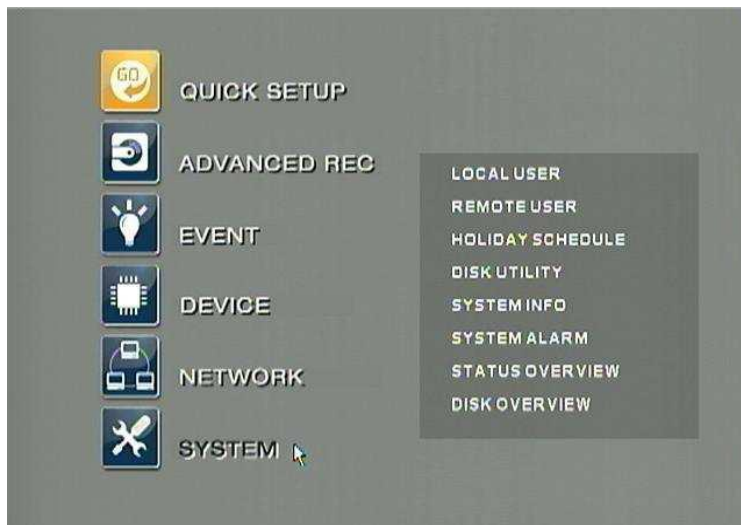 GO
QUICK SETUP
ADVANCED REC
EVENT
DEVICE
NETWORK
SYSTEM
LOCAL USER
REMOTE USER
HOLIDAY SCHEDULE
DISK UTILITY
SYSTEM INFO
SYSTEM ALARM
STATUS OVERVIEW
DISK OVERVIEW